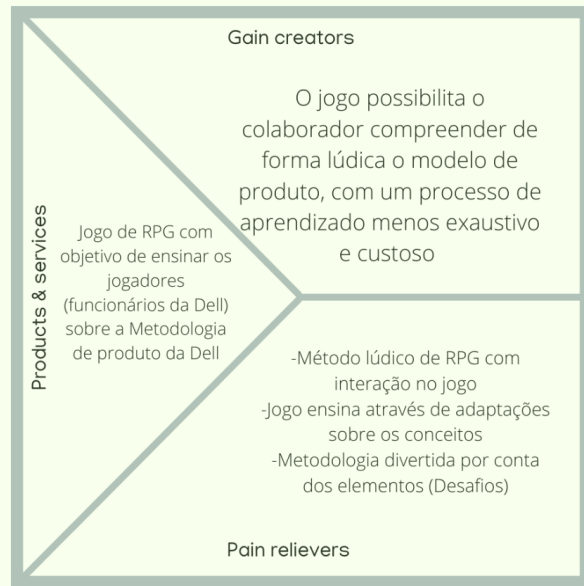 Gain creators
O jogo possibilita o
colaborador compreender de
forma lúdica o modelo de
produto, com um processo de
aprendizado menos exaustivo
e custoso
Products & services
Jogo de RPG com
objetivo de ensinar os
jogadores
(funcionários da Dell)
sobre a Metodologia
de produto da Dell
-Método lúdico de RPG com
interação no jogo
-Jogo ensina através de adaptações
sobre os conceitos
-Metodologia divertida por conta
dos elementos (Desafios)
Pain relievers